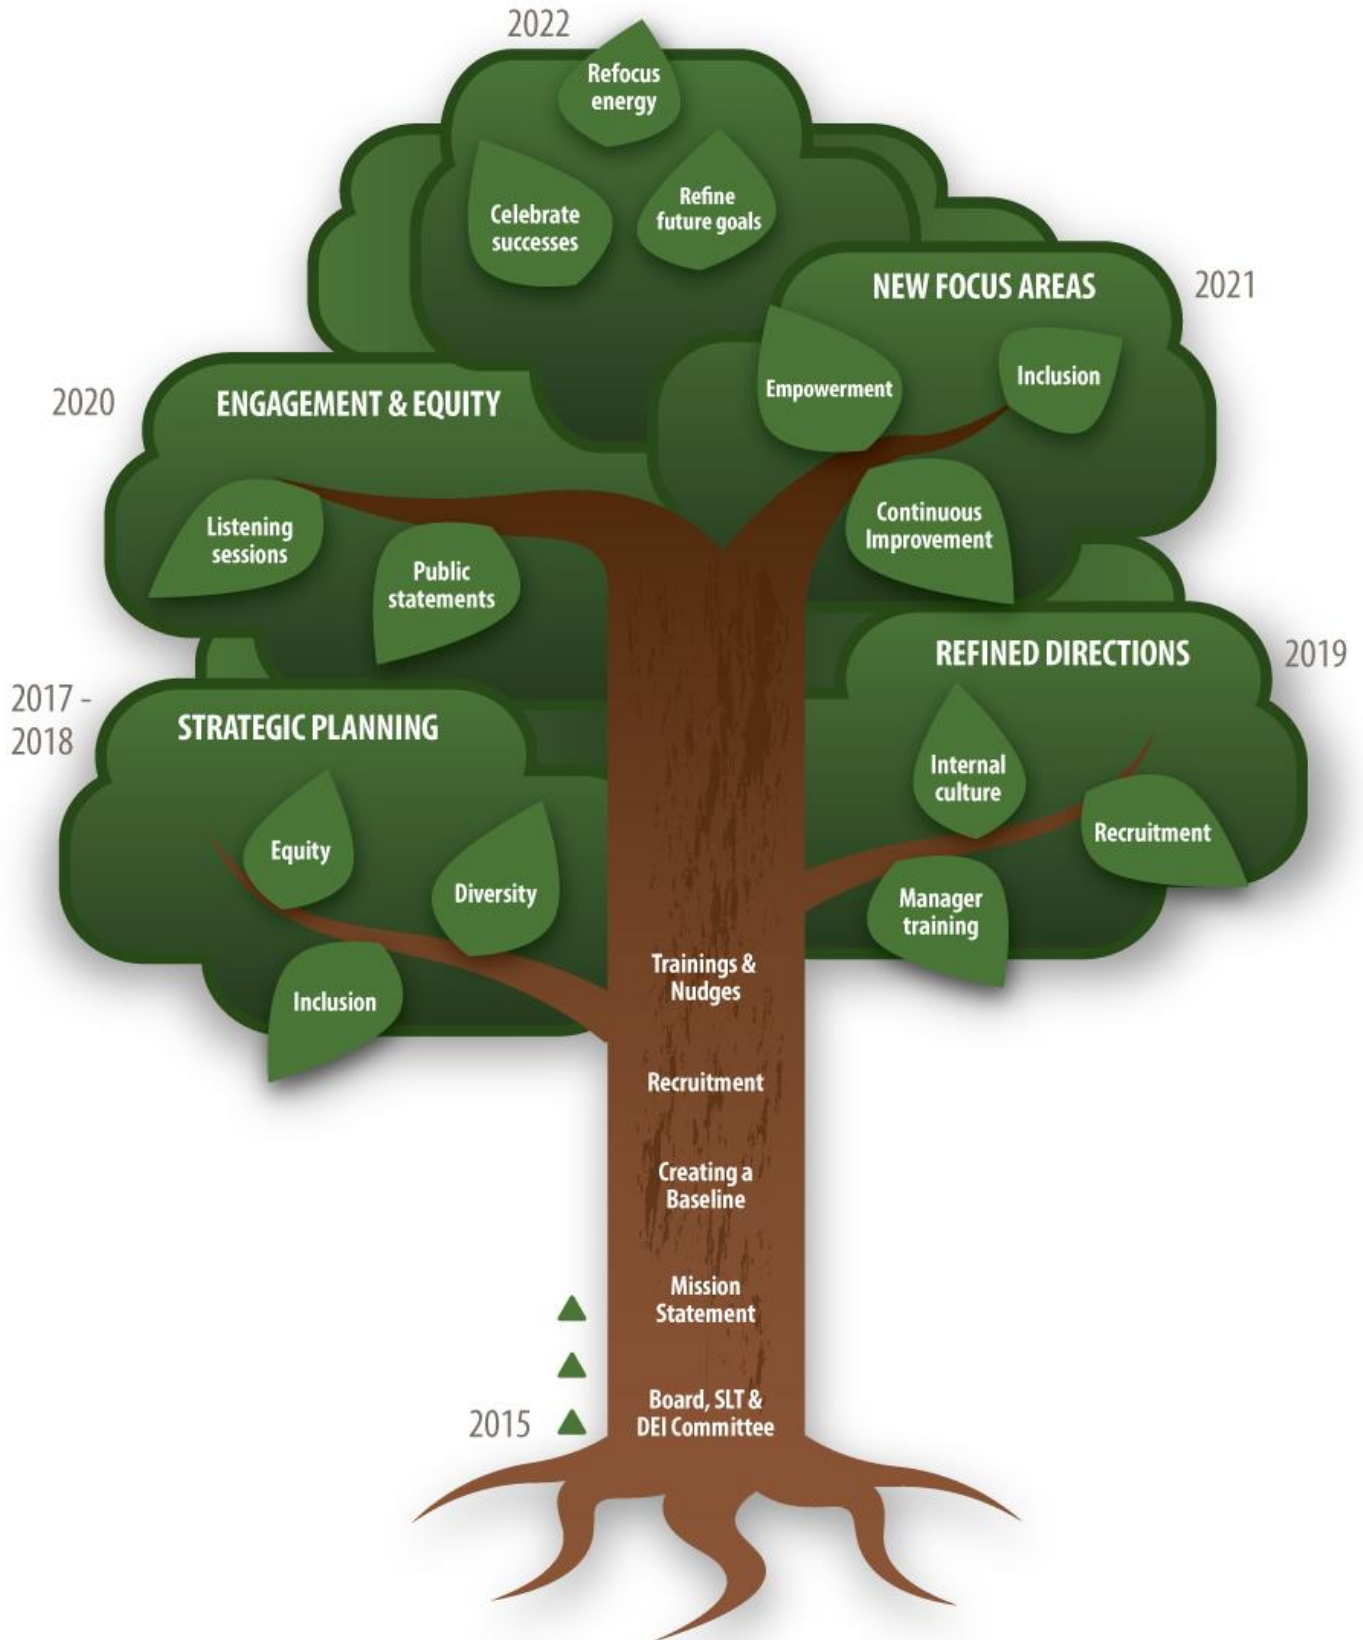 2022
Refocus
energy
Celebrate
successes
Refine
future goals
NEW FOCUS AREAS
2021
Empowerment
Inclusion
Continuous
Improvement
2020
ENGAGEMENT & EQUITY
Listening
sessions
Public
statements
REFINED DIRECTIONS
2019
Internal
culture
Recruitment
Manager
training
2017 -
2018
STRATEGIC PLANNING
Equity
Diversity
Inclusion
Trainings &
Nudges
Recruitment
Creating a
Baseline
Mission
Statement
2015
Board, SLT &
DEI Committee